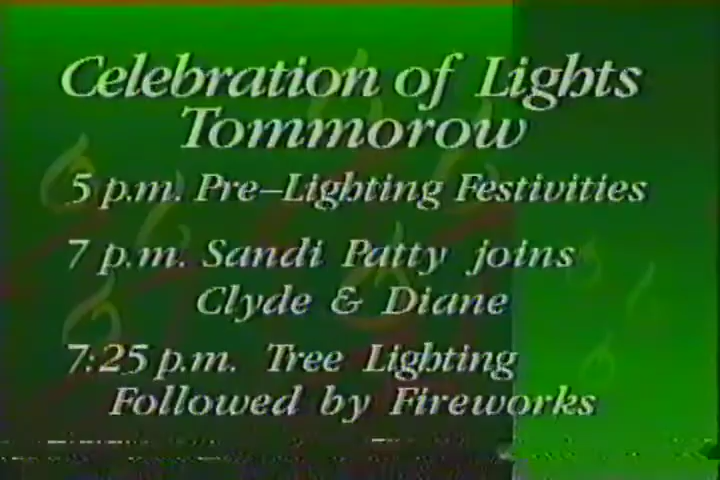 Celebration of Lights
Tommorow
5 p.m. Pre-Lighting Festivities
7 p.m. Sandi Patty joins
Clyde & Diane
7:25 p.m. Tree Lighting
Followed by Fireworks